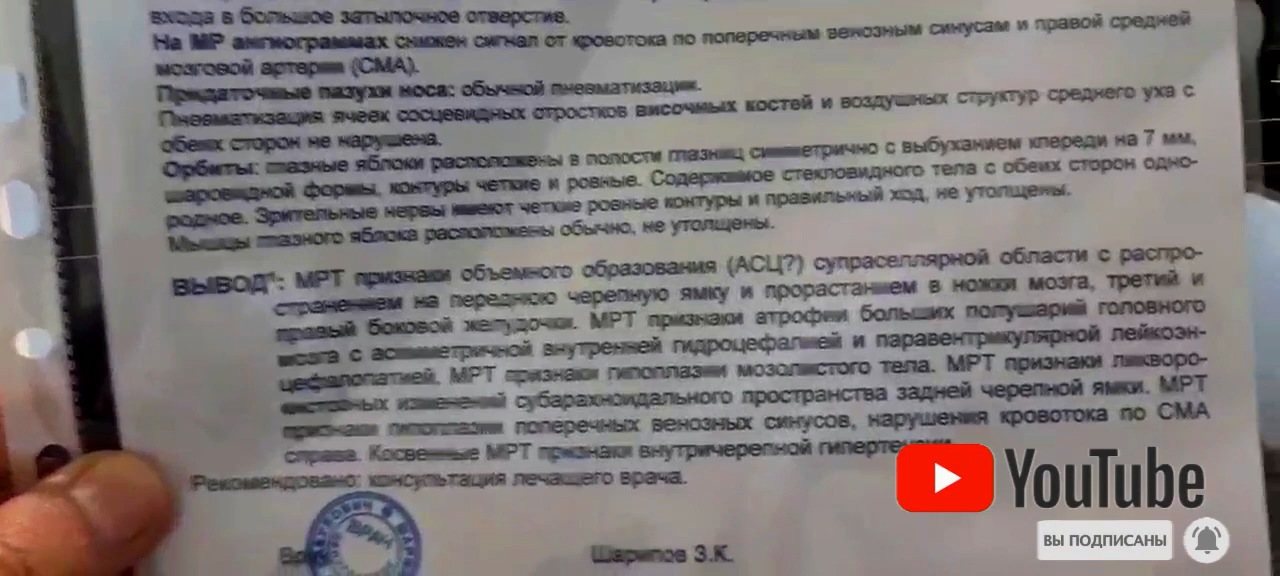 входа в большое затылочное отверстие.
На МР ангиограммах снижен сигнал от кровотока по поперечным венозным синусам и правой средней
мозговой артерии (СМА).
Придаточные пазухи носа: обычной пневматизации.
Пневматизация ячеек сосцевидных отростков височных костей и воздушных структур среднего уха с
обеих сторон не нарушена.
Орбиты: глазные яблоки расположены в полости глазниц симметрично с выбуханием кпереди на 7 мм,
шаровидной формы, контуры четкие и ровные. Содержимое стекловидного тела с обеих сторон одно-
родное. Зрительные нервы имеют четкие ровные контуры и правильный ход, не утолщены.
Мышцы глазного яблока расположены обычно, не утолщены.
ВЫВОД*: МРТ признаки объемного образования (АСЦ?) супраселлярной области с распро-
странением на переднюю черепную ямку и прорастанием в ножки мозга, третий и
правый боковой желудочки. МРТ признаки атрофии больших полушарий головного
мозга с асимметричной внутренней гидроцефалией и паравентрикулярной лейкоэн-
цефалопатией. МРТ признаки гипоплазии мозолистого тела. МРТ признаки ликворо-
кистозных изменений субарахноидального пространства задней черепной ямки. МРТ
признаки гипоплазии поперечных венозных синусов, нарушения кровотока по СМА
справа. Косвенные МРТ признаки внутричерепной гипертензии.
Рекомендовано: консультация лечащего врача.
Шарипов З.К.
YouTube
ВЫ ПОДПИСАНЫ